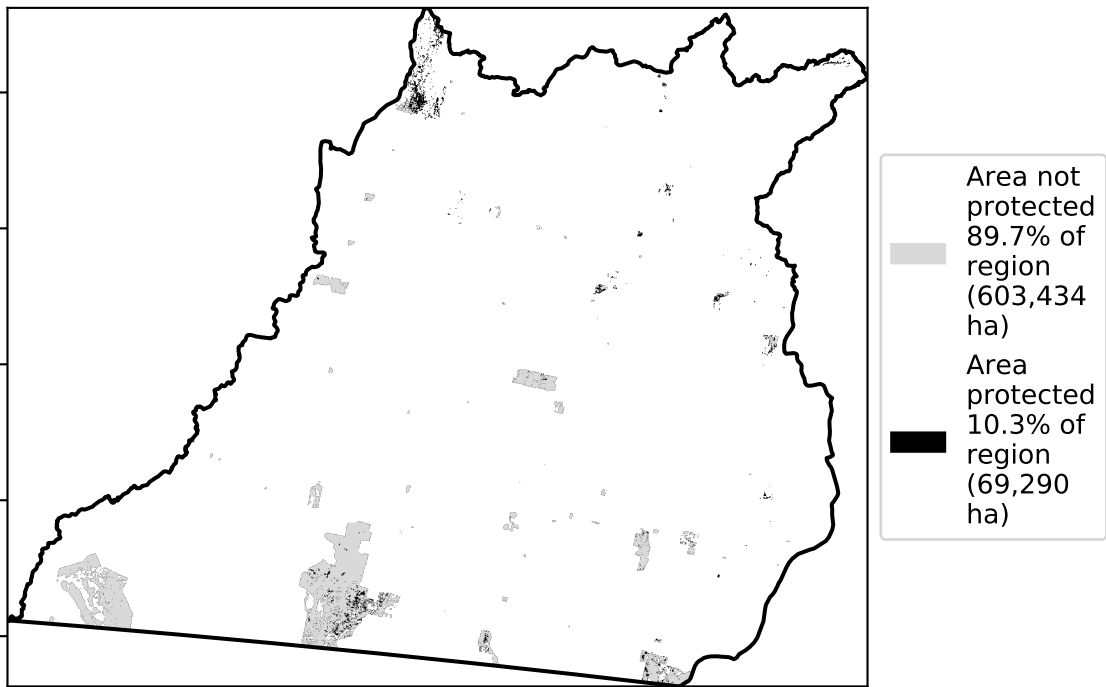 Area not
protected
89.7% of
region
(603,434
ha)
Area
protected
10.3% of
region
(69,290
ha)